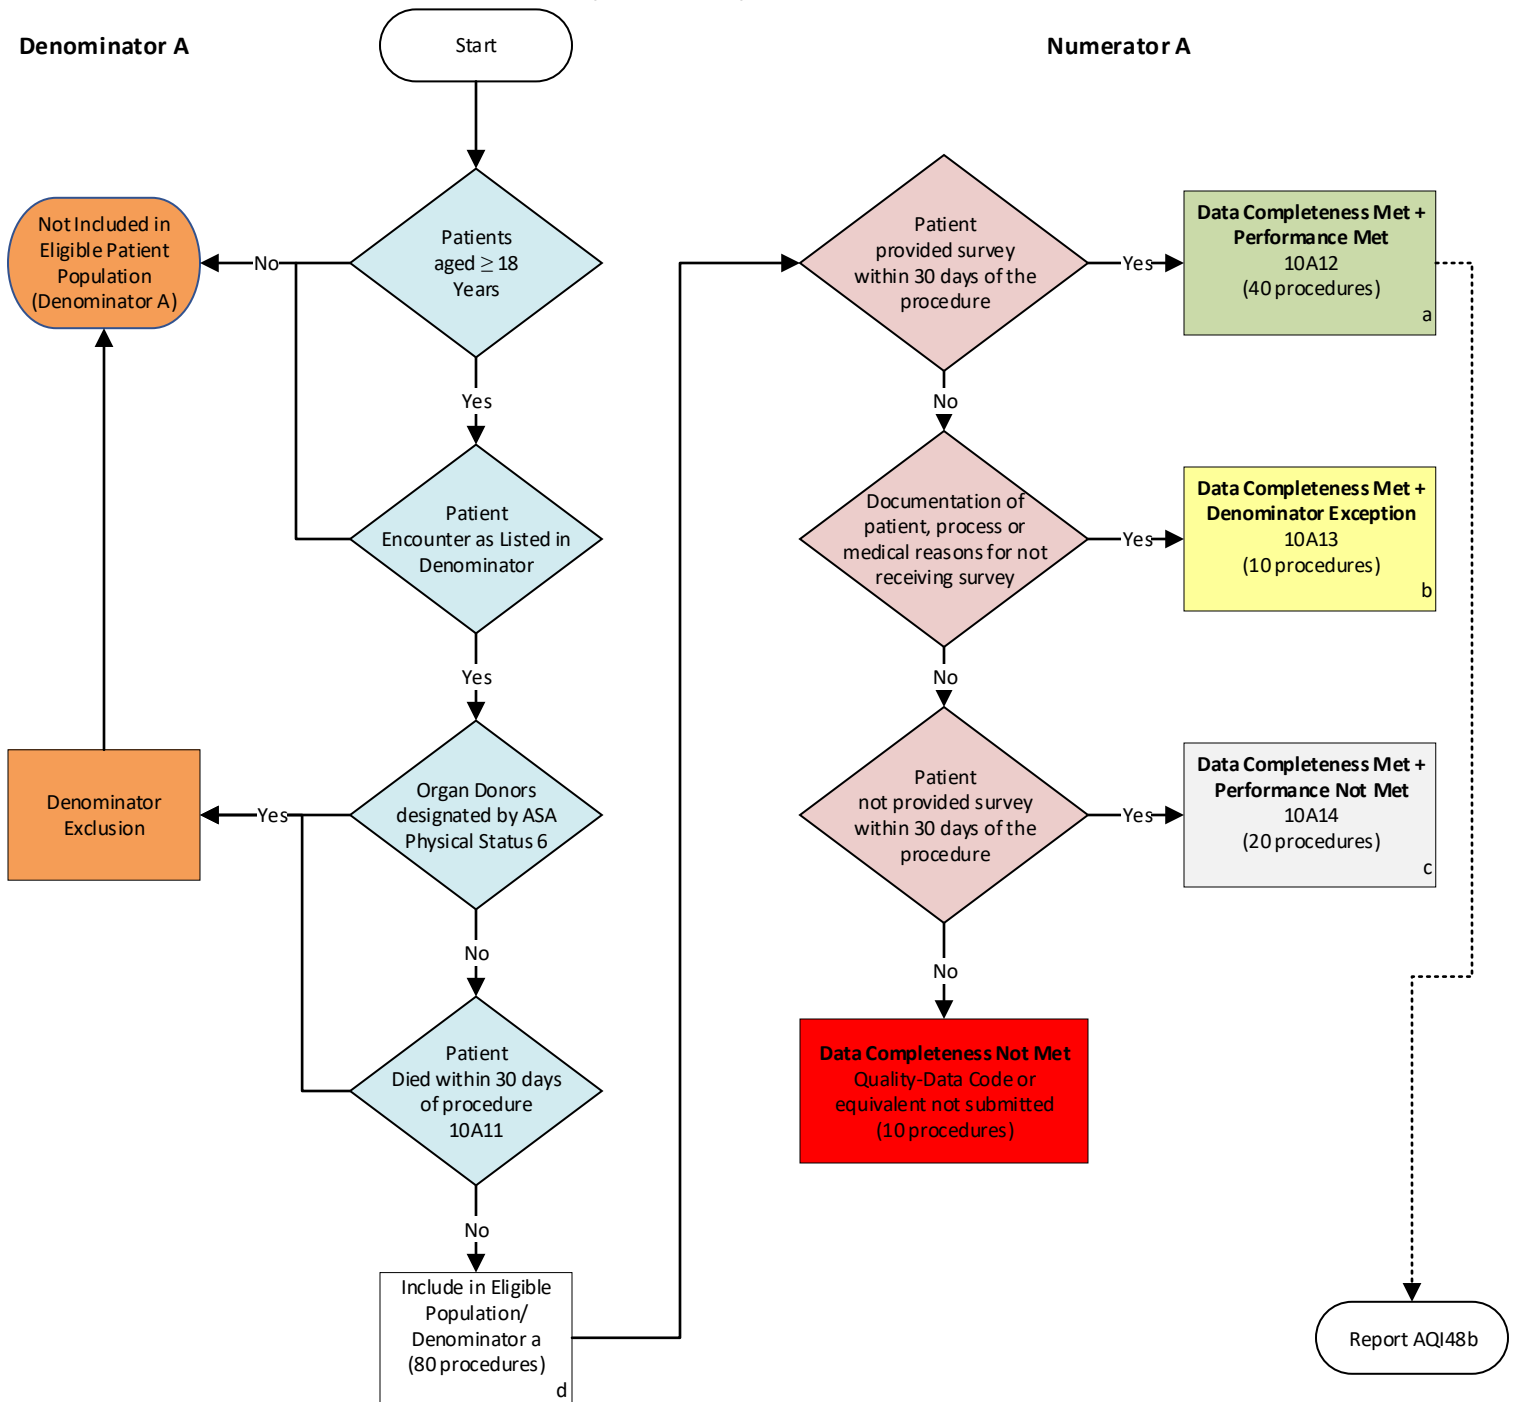 Denominator A
Start
Numerator A
Patients
aged ≥ 18
Years
No
Not Included in
Eligible Patient
Population
(Denominator A)
Yes
Patient
Encounter as Listed in
Denominator
Yes
Organ Donors
designated by ASA
Physical Status 6
Yes
Denominator
Exclusion
No
Patient
Died within 30 days
of procedure
10A11
No
Include in Eligible
Population/
Denominator a
(80 procedures)
d
Patient
provided survey
within 30 days of the
procedure
Yes
Data Completeness Met +
Performance Met
10A12
(40 procedures)
a
No
Documentation of
patient, process or
medical reasons for not
receiving survey
Yes
Data Completeness Met +
Denominator Exception
10A13
(10 procedures)
b
No
Patient
not provided survey
within 30 days of the
procedure
Yes
Data Completeness Met +
Performance Not Met
10A14
(20 procedures)
c
No
Data Completeness Not Met
Quality-Data Code or
equivalent not submitted
(10 procedures)
Report AQI48b